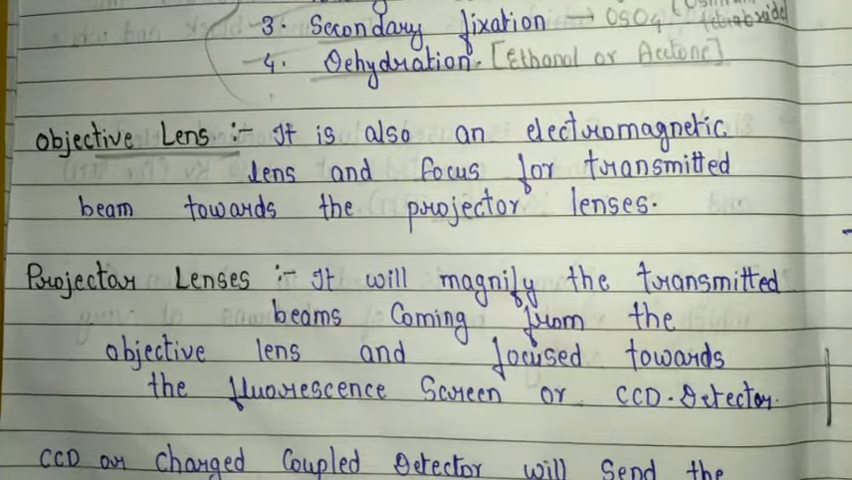 3. Secondary fixation → OsO4
4. Dehydration. [Ethanol or Acetone]
Objective Lens :- It is also an electromagnetic
lens and focus for transmitted
beam towards the projector lenses.
Projector Lenses :- It will magnify the transmitted
beams Coming from the
objective lens and focused towards
the fluorescence Screen or CCD-Detector.
CCD or Charged Coupled Detector will Send the